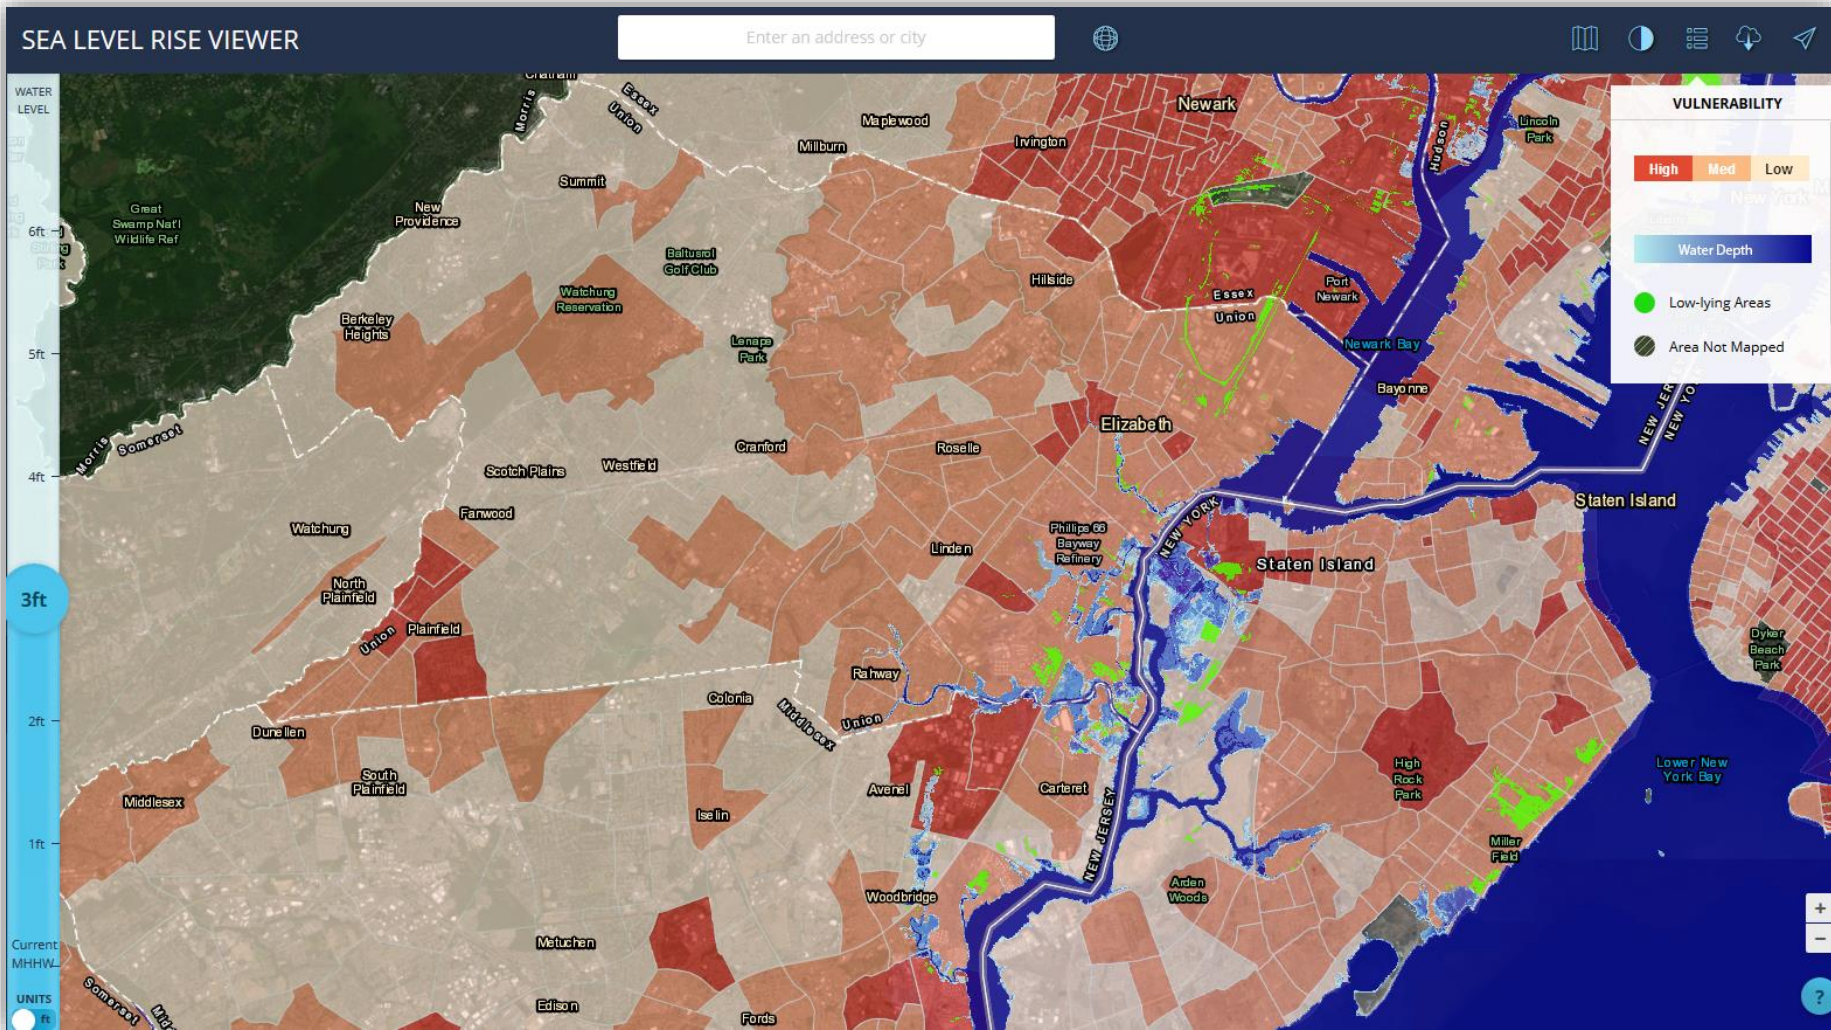 SEA LEVEL RISE VIEWER
Enter an address or city
WATER
LEVEL
6ft
5ft
4ft
3ft
2ft
1ft
Current
MHHW
UNITS
ft
VULNERABILITY
High
Med
Low
Water Depth
Low-lying Areas
Area Not Mapped
+
−
?
Chatham
Morris
Essex
Union
Maplewood
Newark
Irvington
Hudson
Lincoln
Park
Millburn
Summit
Great
Swamp Nat'l
Wildlife Ref
New
Providence
Baltusrol
Golf Club
Hillside
Watchung
Reservation
Port
Newark
Essex
Union
Berkeley
Heights
Lenape
Park
Newark Bay
Bayonne
NEW JERSEY
NEW YORK
Elizabeth
Morris
Somerset
Cranford
Roselle
Scotch Plains
Westfield
Staten Island
Fanwood
Watchung
NEW YORK
Phillips 66
Bayway
Refinery
Linden
Staten Island
North
Plainfield
Union
Plainfield
Dyker
Beach
Park
Rahway
Colonia
Middlesex
Union
Dunellen
High
Rock
Park
Lower New
York Bay
South
Plainfield
Avenel
Carteret
Middlesex
Iselin
NEW JERSEY
Miller
Field
Arden
Woods
Woodbridge
Metuchen
Somerset
Mid
Edison
Fords